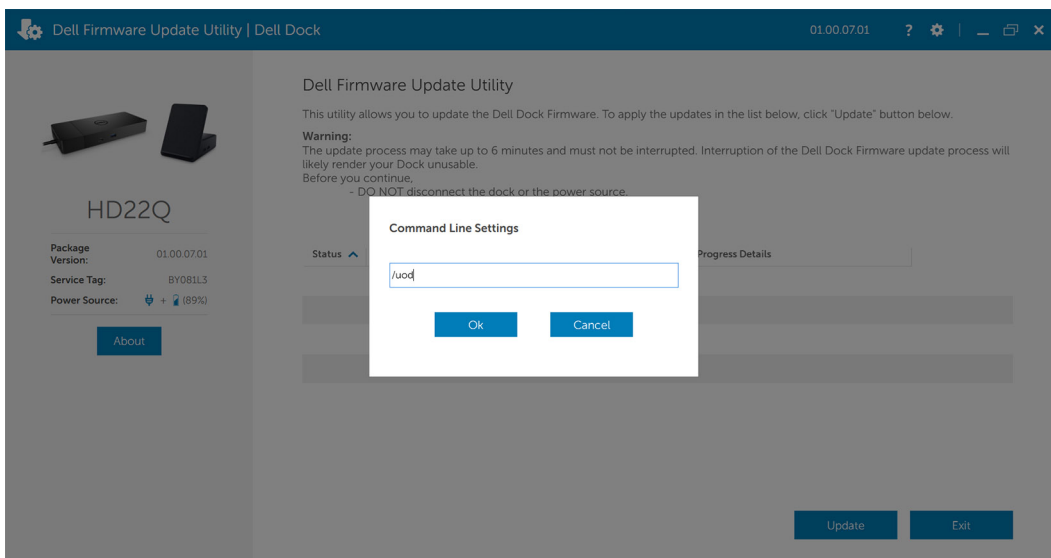 Dell Firmware Update Utility | Dell Dock
01.00.07.01 ?
Dell Firmware Update Utility
This utility allows you to update the Dell Dock Firmware. To apply the updates in the list below, click "Update" button below.
Warning:
The update process may take up to 6 minutes and must not be interrupted. Interruption of the Dell Dock Firmware update process will
likely render your Dock unusable.
Before you continue,
- DO NOT disconnect the dock or the power source.
HD22Q
Package
Version:
01.00.07.01
Service Tag:
BY081L3
Power Source:
+ (89%)
About
Command Line Settings
Status
Progress Details
/uod
Ok
Cancel
Update
Exit